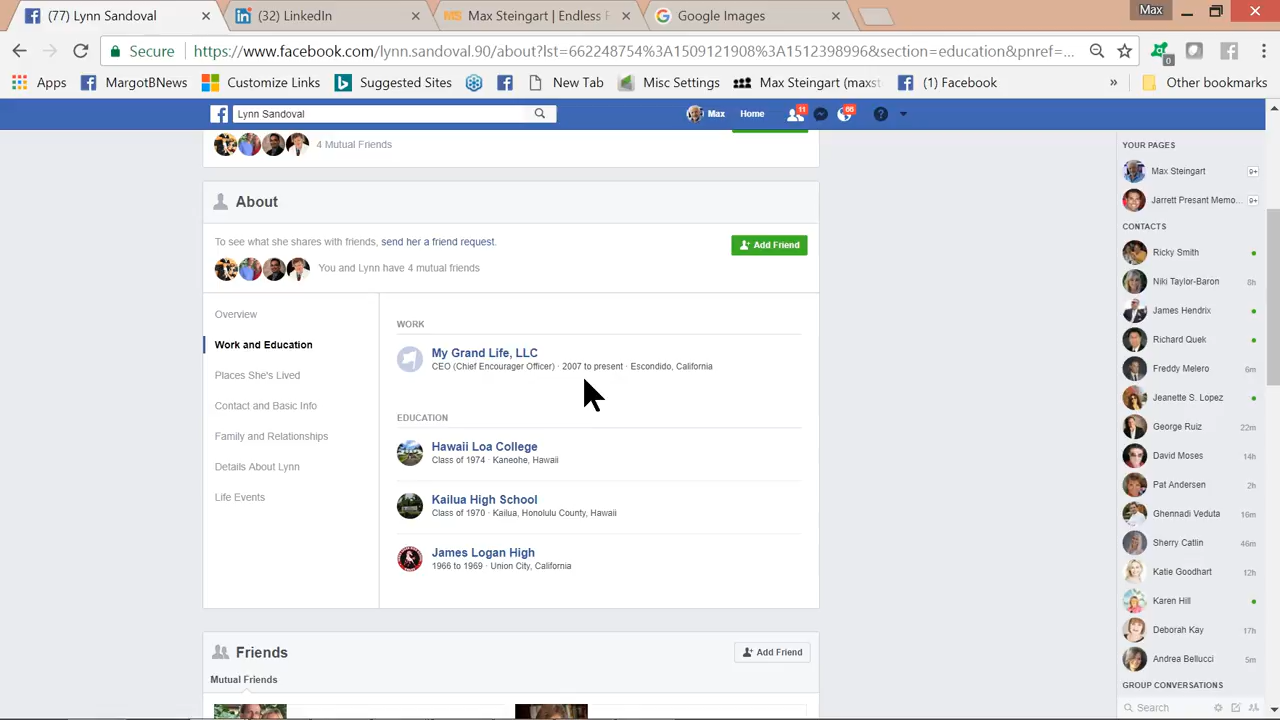 (77) Lynn Sandoval
(32) LinkedIn
Max Steingart | Endless F
Google Images
Max
Secure
https://www.facebook.com/lynn.sandoval.90/about?lst=662248754%3A1509121903%3A1512398996&section=education&pnref=...
Apps
MargotBNews
Customize Links
Suggested Sites
New Tab
Misc Settings
Max Steingart (maxst
(1) Facebook
»
Other bookmarks
Lynn Sandoval
Max
Home
11
66
4 Mutual Friends
About
To see what she shares with friends, send her a friend request.
Add Friend
You and Lynn have 4 mutual friends
Overview
Work and Education
Places She's Lived
Contact and Basic Info
Family and Relationships
Details About Lynn
Life Events
WORK
My Grand Life, LLC
CEO (Chief Encourager Officer) · 2007 to present · Escondido, California
EDUCATION
Hawaii Loa College
Class of 1974 · Kaneohe, Hawaii
Kailua High School
Class of 1970 · Kailua, Honolulu County, Hawaii
James Logan High
1966 to 1969 · Union City, California
Friends
Add Friend
Mutual Friends
YOUR PAGES
Max Steingart
9+
Jarrett Presant Memo...
9+
CONTACTS
Ricky Smith
Niki Taylor-Baron
8h
James Hendrix
Richard Quek
Freddy Melero
6m
Jeanette S. Lopez
George Ruiz
22m
David Moses
14h
Pat Andersen
2h
Ghennadi Veduta
16m
Sherry Catlin
46m
Katie Goodhart
12h
Karen Hill
Deborah Kay
17h
Andrea Bellucci
5m
GROUP CONVERSATIONS
Search